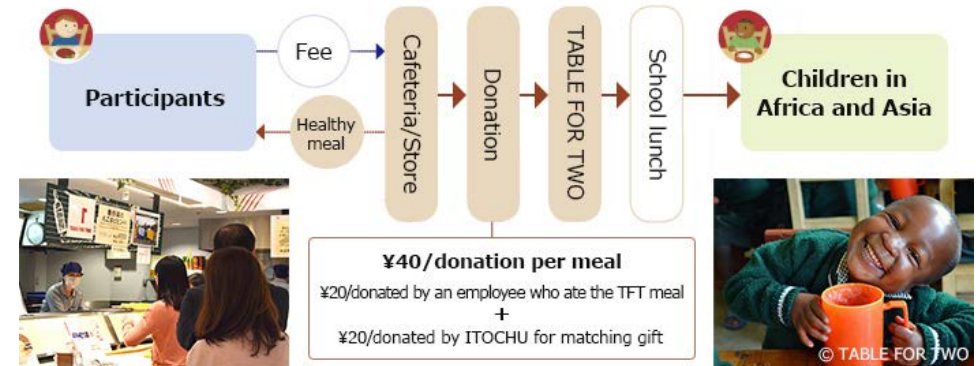 Participants
Fee
Healthy
meal
Cafeteria/Store
Donation
TABLE FOR TWO
School lunch
Children in
Africa and Asia
¥40/donation per meal
¥20/donated by an employee who ate the TFT meal
+
¥20/donated by ITOCHU for matching gift
© TABLE FOR TWO